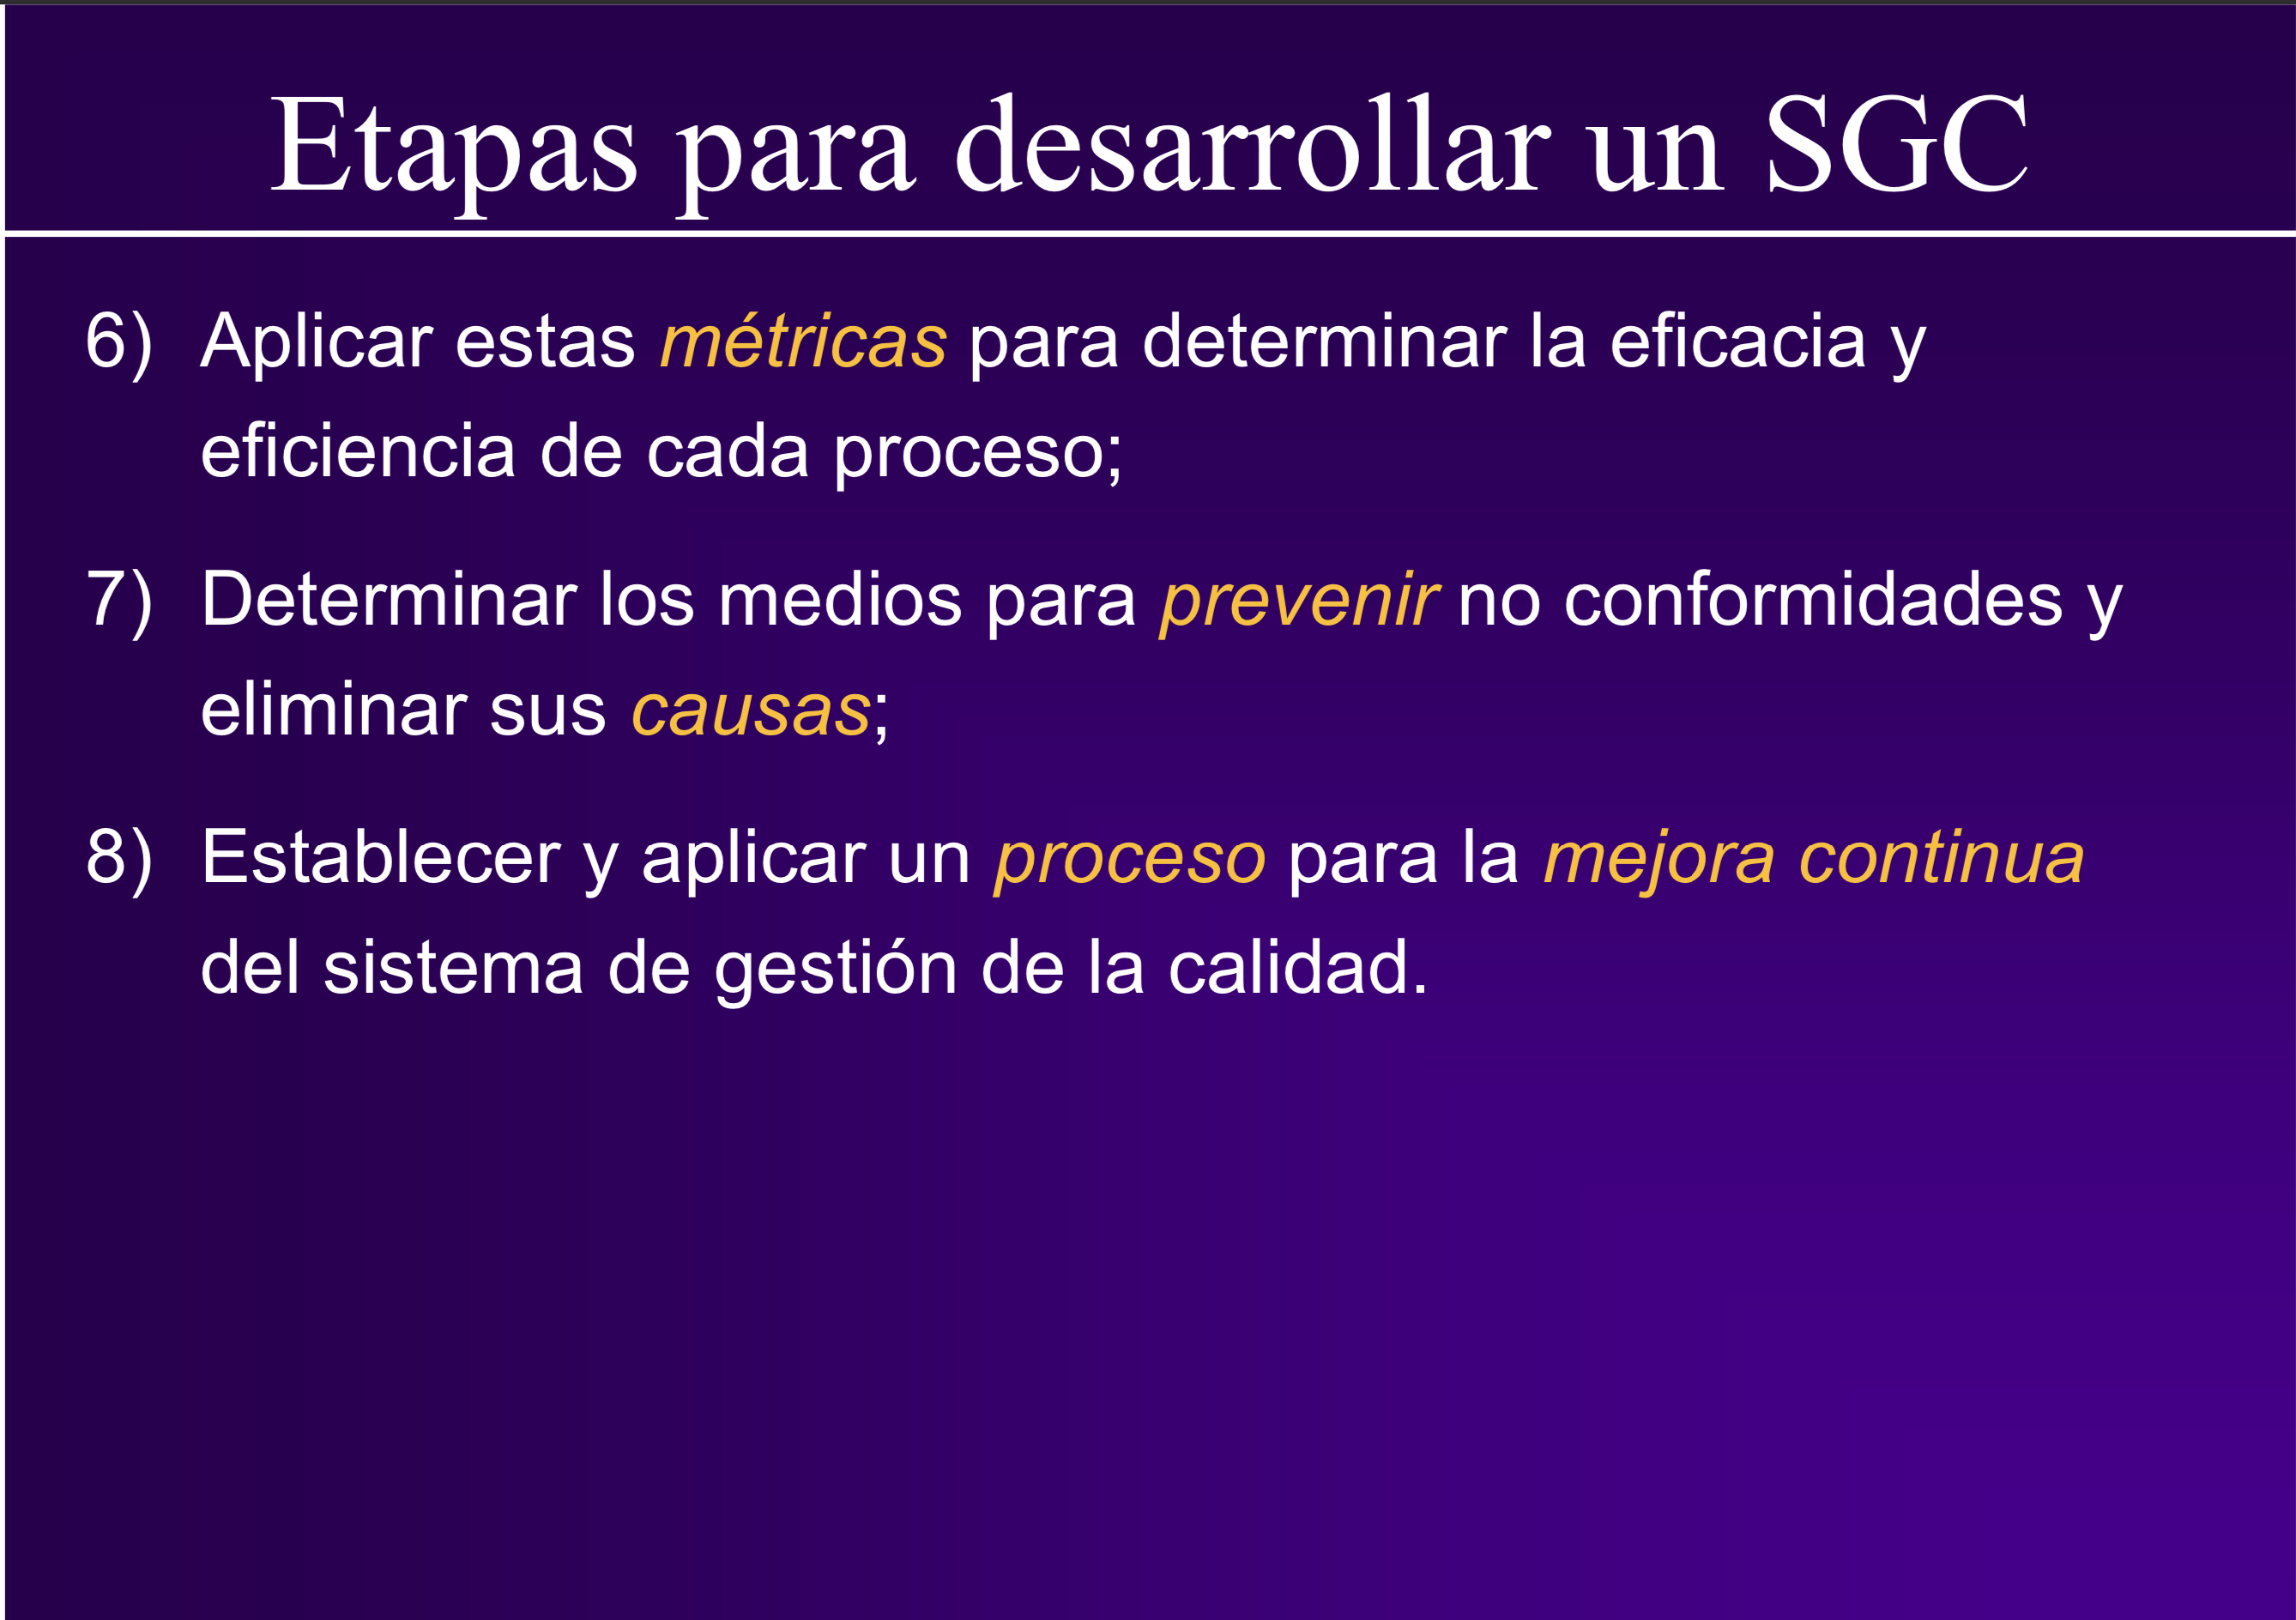 Etapas para desarrollar un SGC
6) Aplicar estas métricas para determinar la eficacia y
eficiencia de cada proceso;
7) Determinar los medios para prevenir no conformidades y
eliminar sus causas;
8) Establecer y aplicar un proceso para la mejora continua
del sistema de gestión de la calidad.